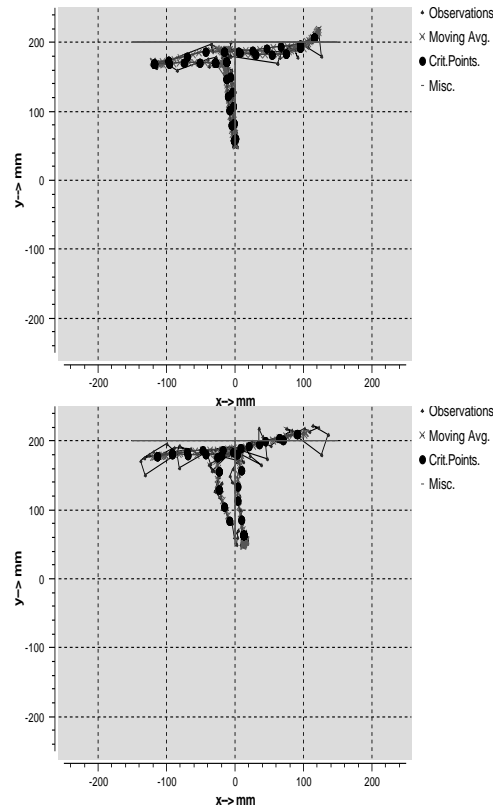 Observations
200
Moving Avg.
Crit.Points.
Misc.
100
y--> mm
0
-100
-200
-200 -100 0 100 200
x--> mm
Observations
200
Moving Avg.
Crit.Points.
Misc.
100
y--> mm
0
-100
-200
-200 -100 0 100 200
x--> mm